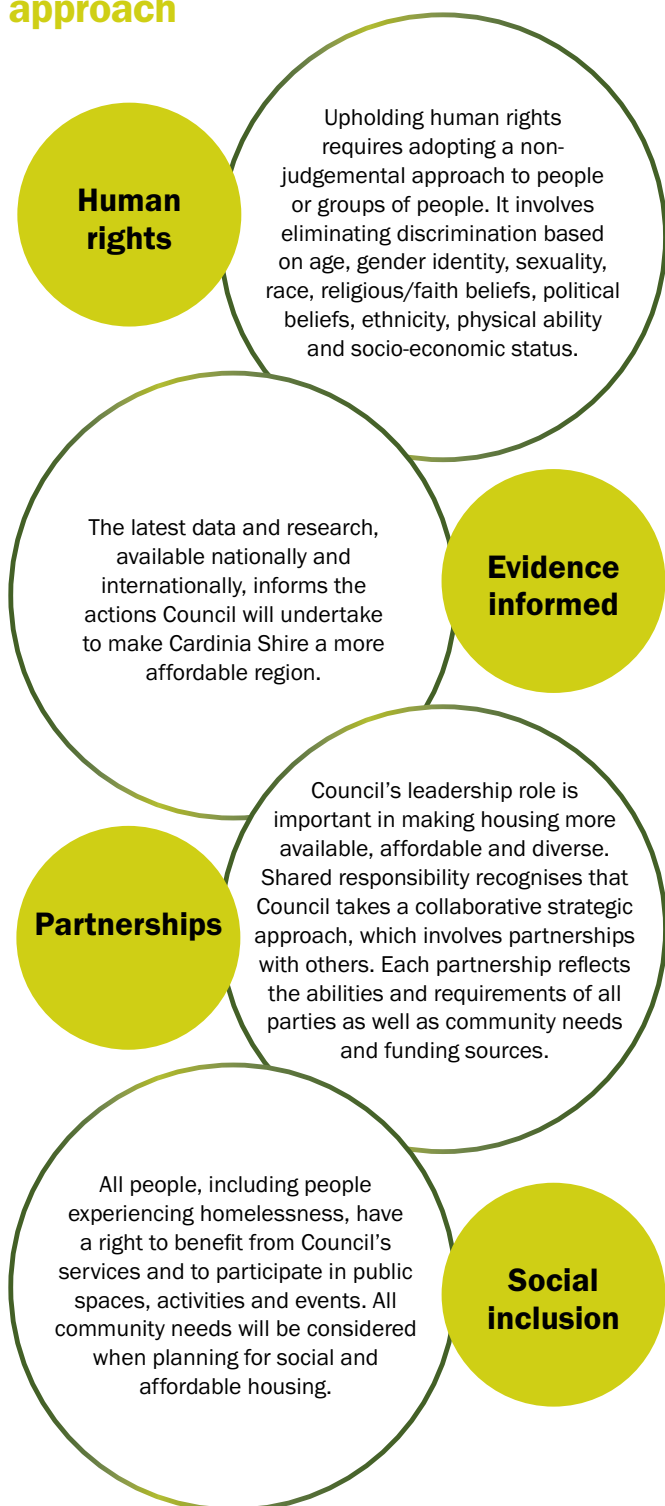 approach
Human
rights
Upholding human rights
requires adopting a non-
judgemental approach to people
or groups of people. It involves
eliminating discrimination based
on age, gender identity, sexuality,
race, religious/faith beliefs, political
beliefs, ethnicity, physical ability
and socio-economic status.
The latest data and research,
available nationally and
internationally, informs the
actions Council will undertake
to make Cardinia Shire a more
affordable region.
Evidence
informed
Partnerships
Council’s leadership role is
important in making housing more
available, affordable and diverse.
Shared responsibility recognises that
Council takes a collaborative strategic
approach, which involves partnerships
with others. Each partnership reflects
the abilities and requirements of all
parties as well as community needs
and funding sources.
All people, including people
experiencing homelessness, have
a right to benefit from Council’s
services and to participate in public
spaces, activities and events. All
community needs will be considered
when planning for social and
affordable housing.
Social
inclusion